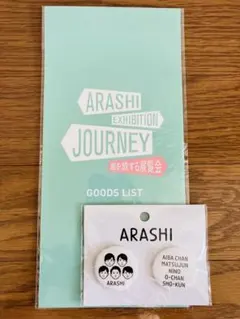 ARASHI
EXHIBITION
JOURNEY
嵐を旅する展覧会
GOODS LIST
ARASHI
ARASHI
AIBA CHAN
MATSUJUN
NINO
O-CHAN
SHO-KUN